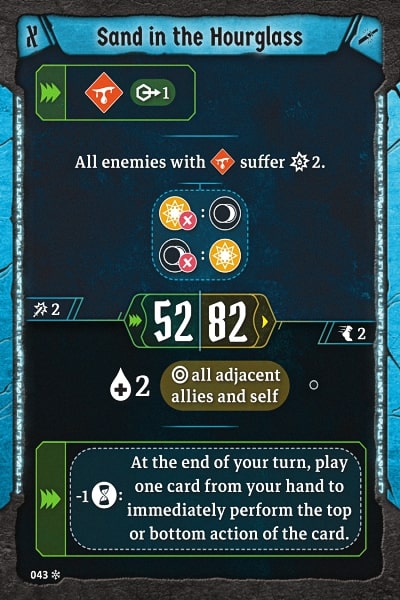 א
Sand in the Hourglass
1
All enemies with suffer 2.
:
:
2
52 82
2
2 all adjacent
allies and self
-1 : At the end of your turn, play
one card from your hand to
immediately perform the top
or bottom action of the card.
043